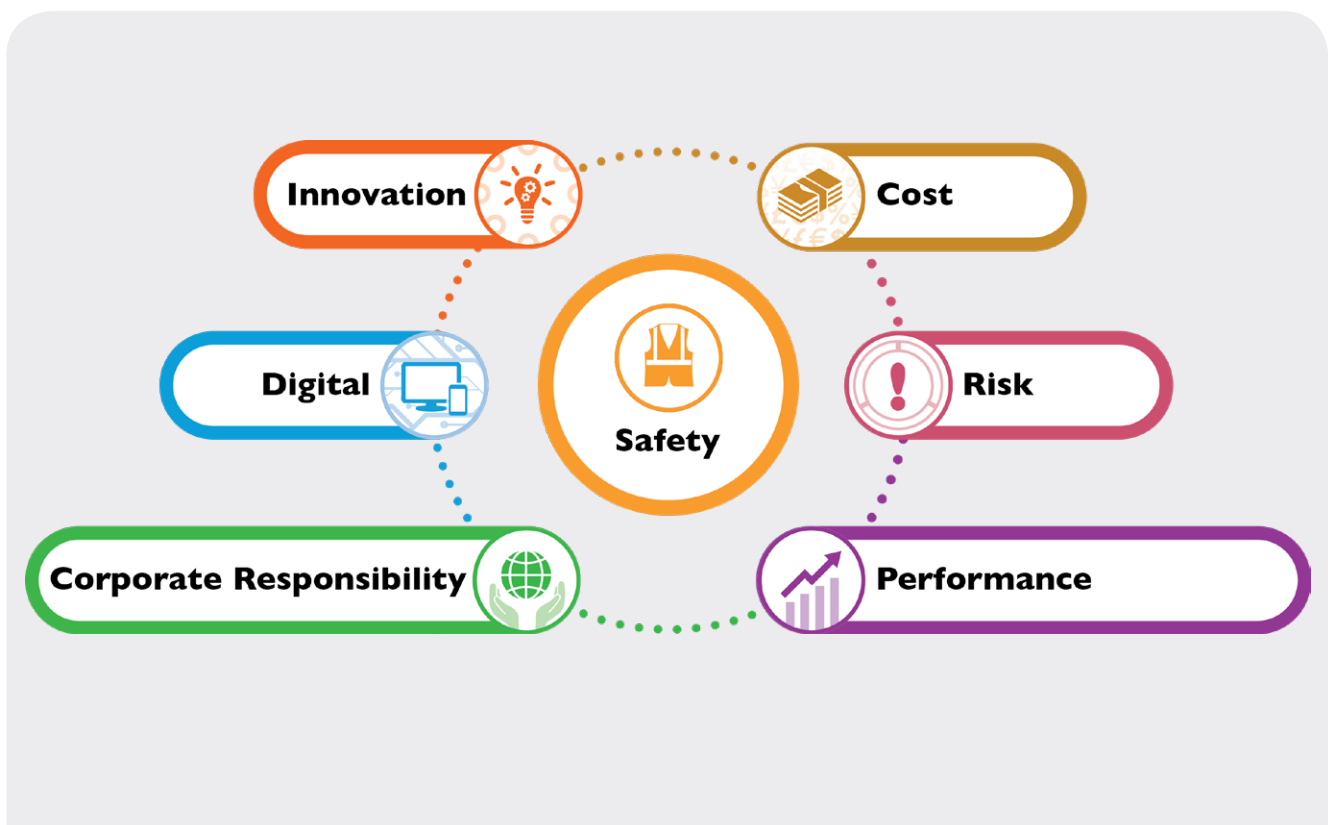 Innovation
Cost
Digital
Safety
Risk
Corporate Responsibility
Performance